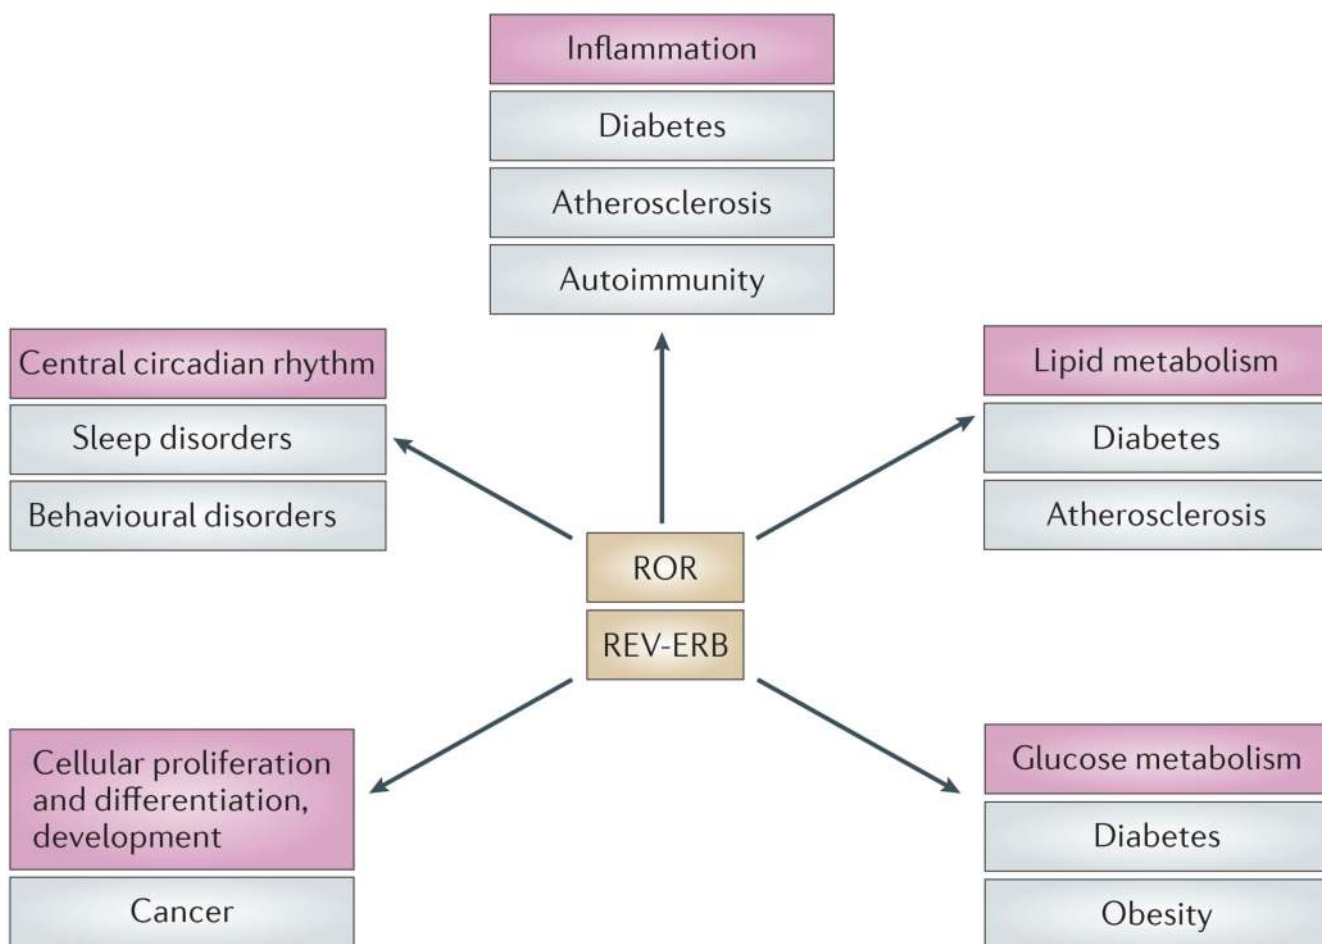 Inflammation
Diabetes
Atherosclerosis
Autoimmunity
Central circadian rhythm
Sleep disorders
Behavioural disorders
Lipid metabolism
Diabetes
Atherosclerosis
ROR
REV-ERB
Cellular proliferation
and differentiation,
development
Cancer
Glucose metabolism
Diabetes
Obesity